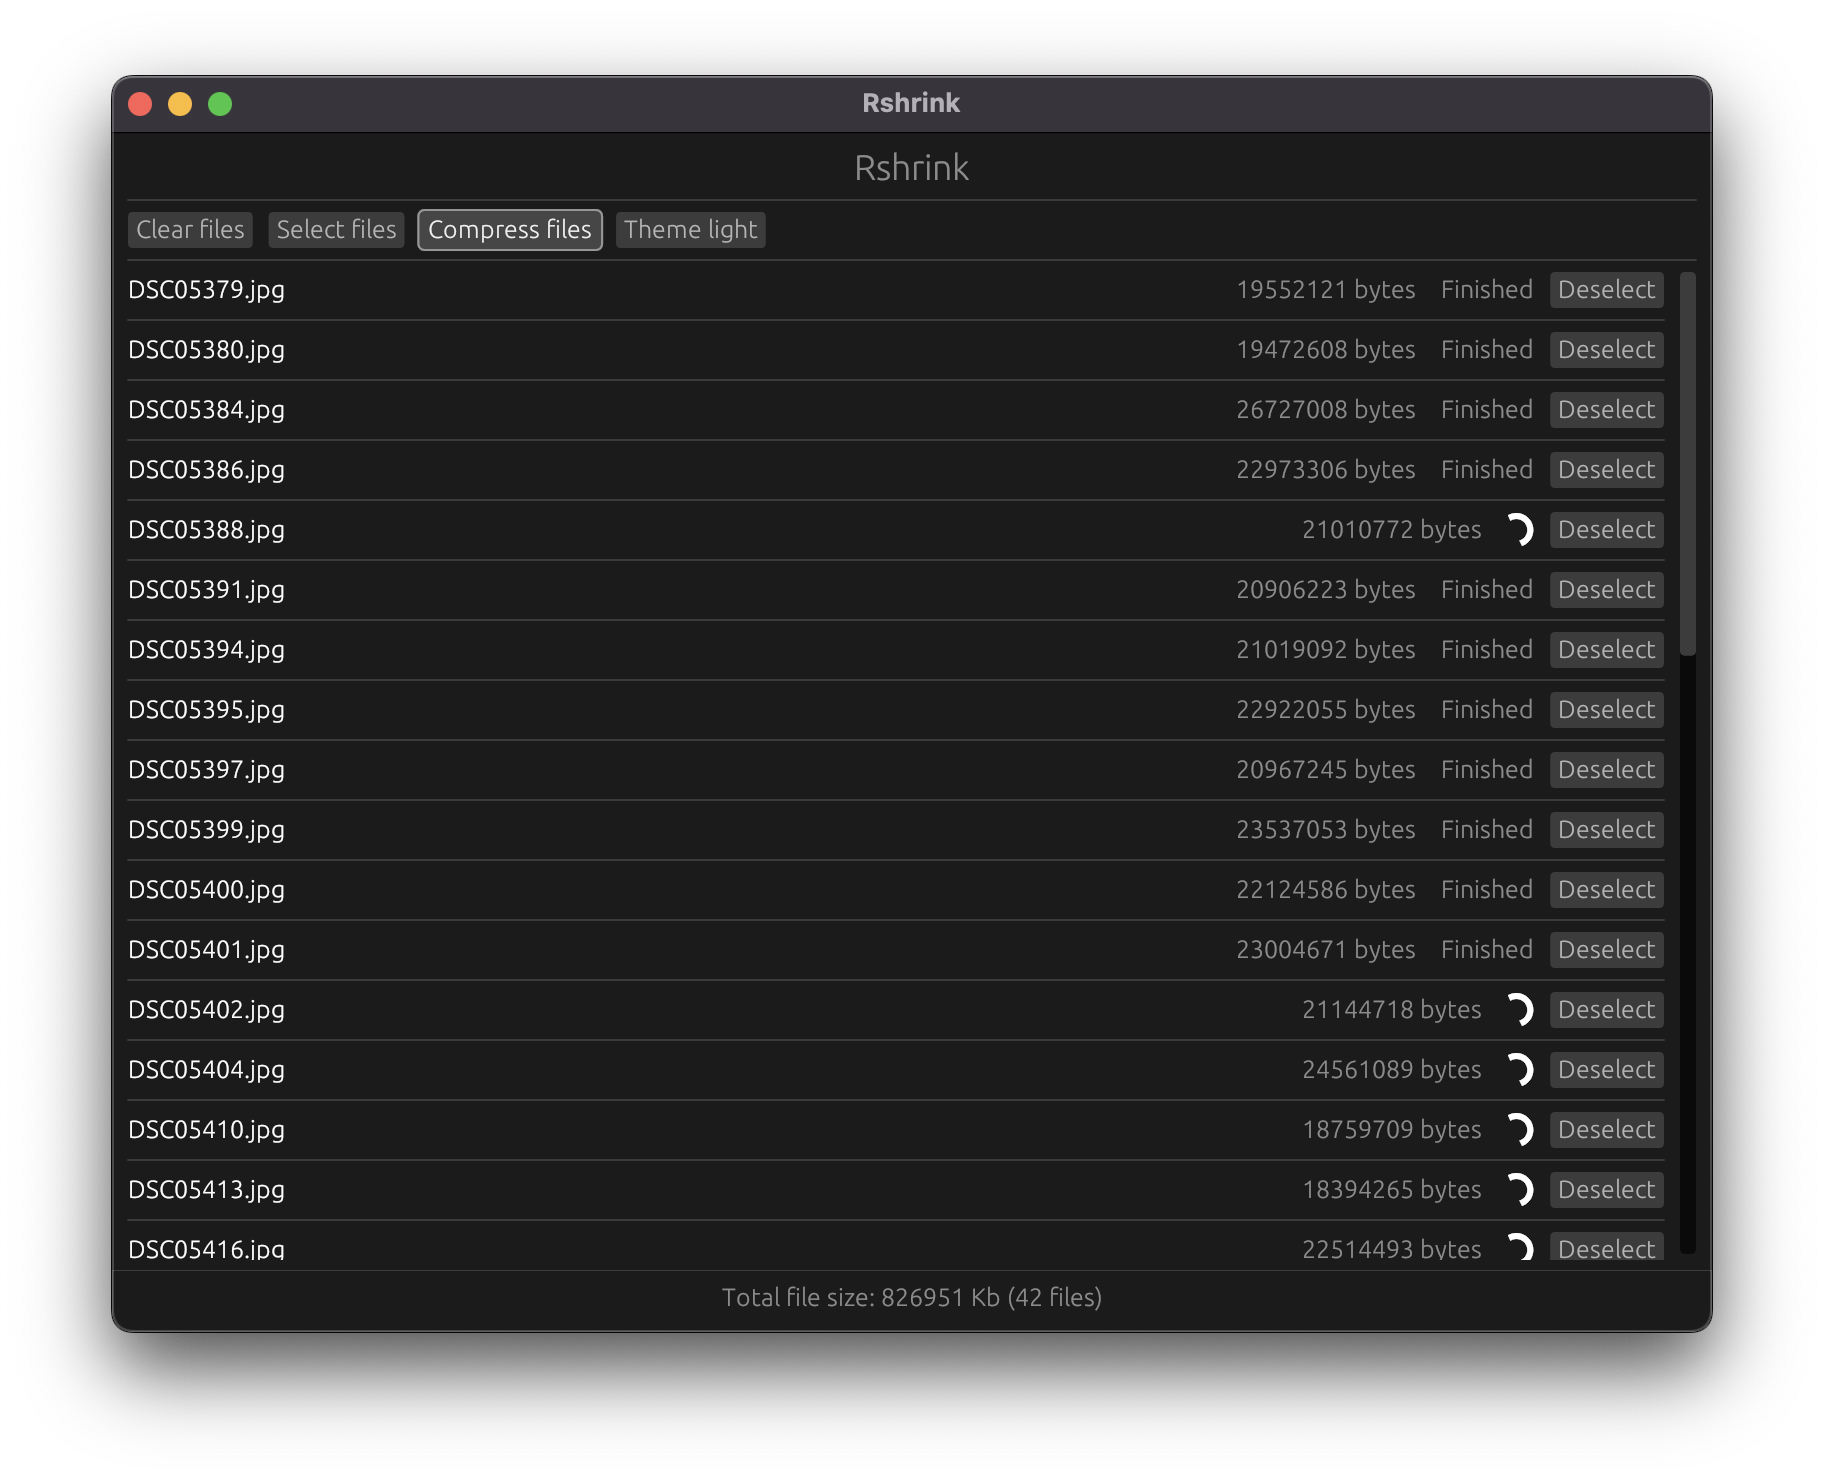 Rshrink
Rshrink
Clear files Select files Compress files Theme light
DSC05379.jpg 19552121 bytes Finished Deselect
DSC05380.jpg 19472608 bytes Finished Deselect
DSC05384.jpg 26727008 bytes Finished Deselect
DSC05386.jpg 22973306 bytes Finished Deselect
DSC05388.jpg 21010772 bytes Deselect
DSC05391.jpg 20906223 bytes Finished Deselect
DSC05394.jpg 21019092 bytes Finished Deselect
DSC05395.jpg 22922055 bytes Finished Deselect
DSC05397.jpg 20967245 bytes Finished Deselect
DSC05399.jpg 23537053 bytes Finished Deselect
DSC05400.jpg 22124586 bytes Finished Deselect
DSC05401.jpg 23004671 bytes Finished Deselect
DSC05402.jpg 21144718 bytes Deselect
DSC05404.jpg 24561089 bytes Deselect
DSC05410.jpg 18759709 bytes Deselect
DSC05413.jpg 18394265 bytes Deselect
DSC05416.jpg 22514493 bytes Deselect
Total file size: 826951 Kb (42 files)